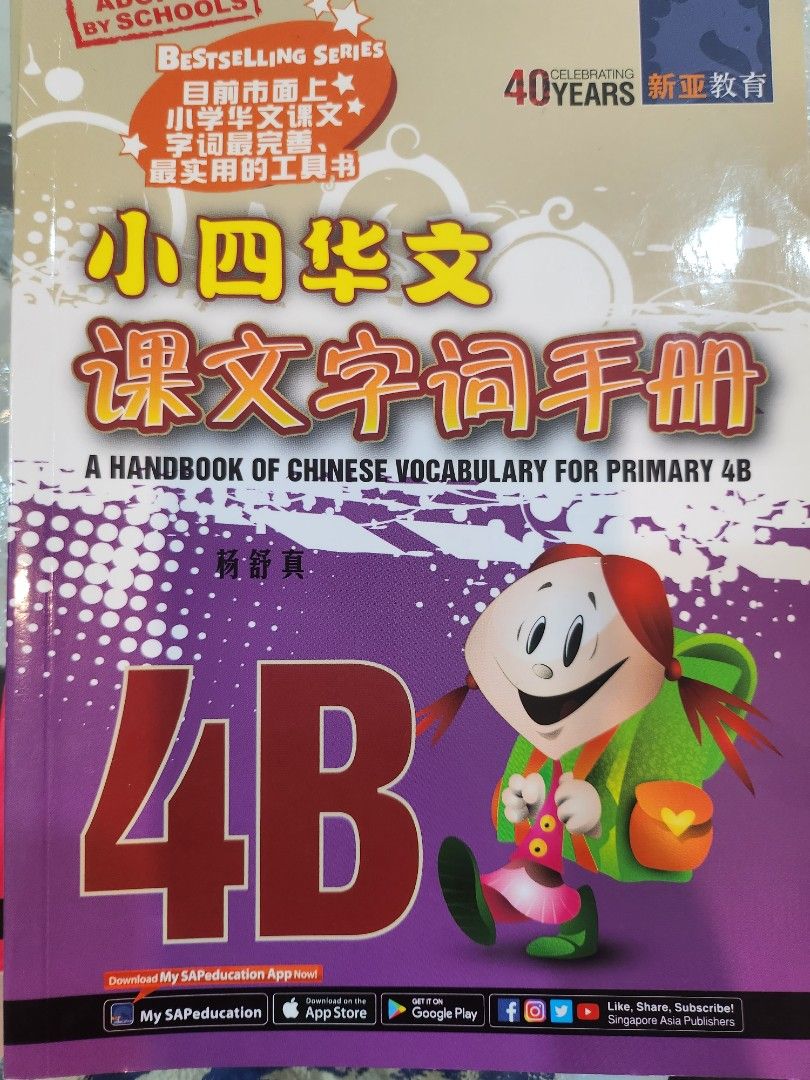 BY SCHOOLS
BESTSELLING SERIES
目前市面上
小学华文课文
字词最完善、
最实用的工具书
40 CELEBRATING YEARS
新亚教育
小四华文
课文字词手册
A HANDBOOK OF CHINESE VOCABULARY FOR PRIMARY 4B
杨舒真
4B
Download My SAPeducation App Now!
My SAPeducation
Download on the
App Store
GET IT ON
Google Play
Like, Share, Subscribe!
Singapore Asia Publishers